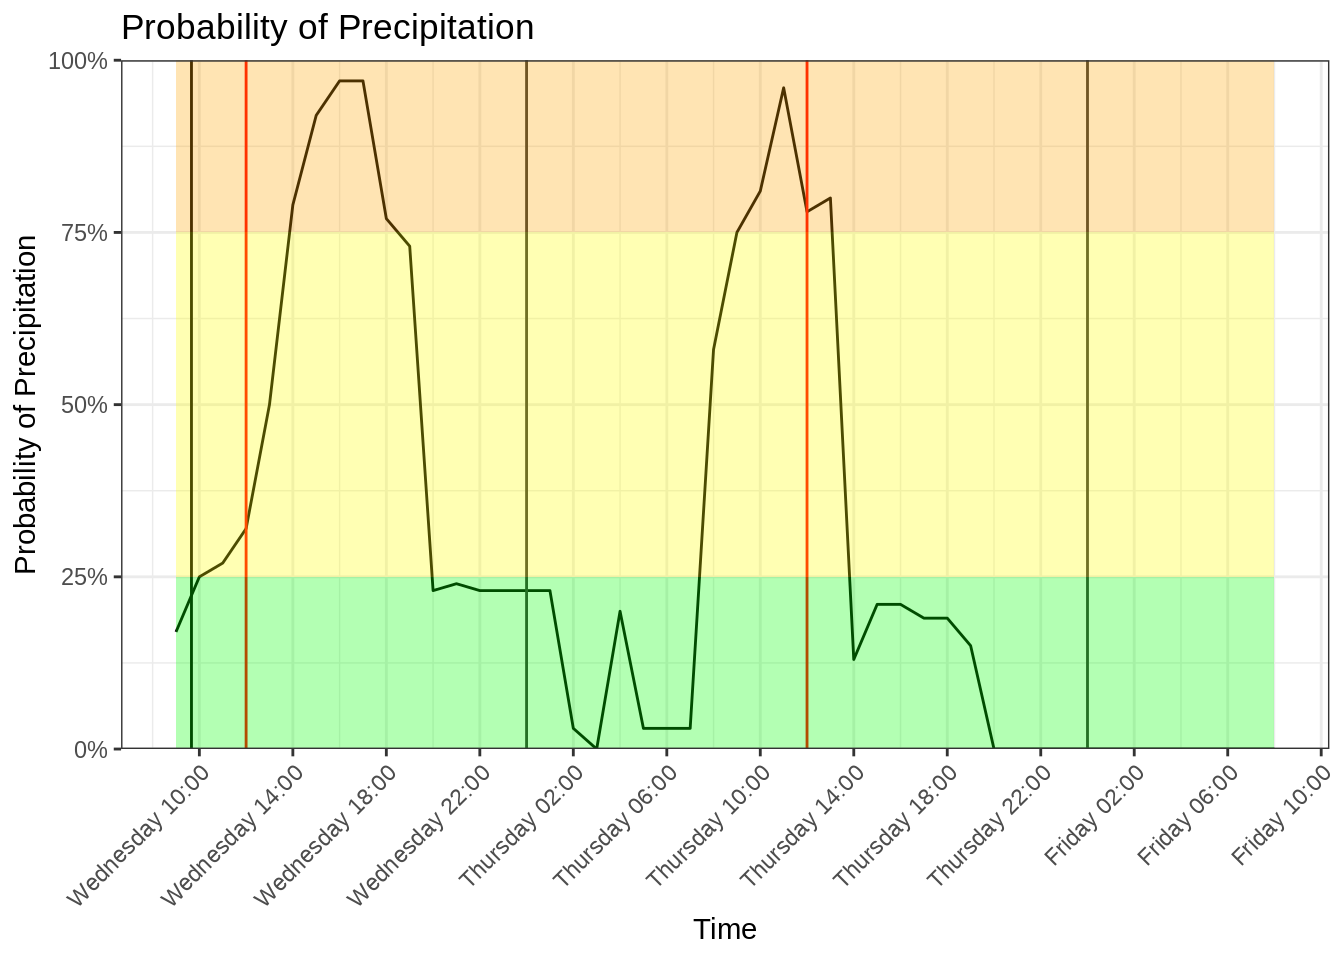 Probability of Precipitation
Probability of Precipitation
100%
75%
50%
25%
0%
Wednesday 10:00
Wednesday 14:00
Wednesday 18:00
Wednesday 22:00
Thursday 02:00
Thursday 06:00
Thursday 10:00
Thursday 14:00
Thursday 18:00
Thursday 22:00
Friday 02:00
Friday 06:00
Friday 10:00
Time